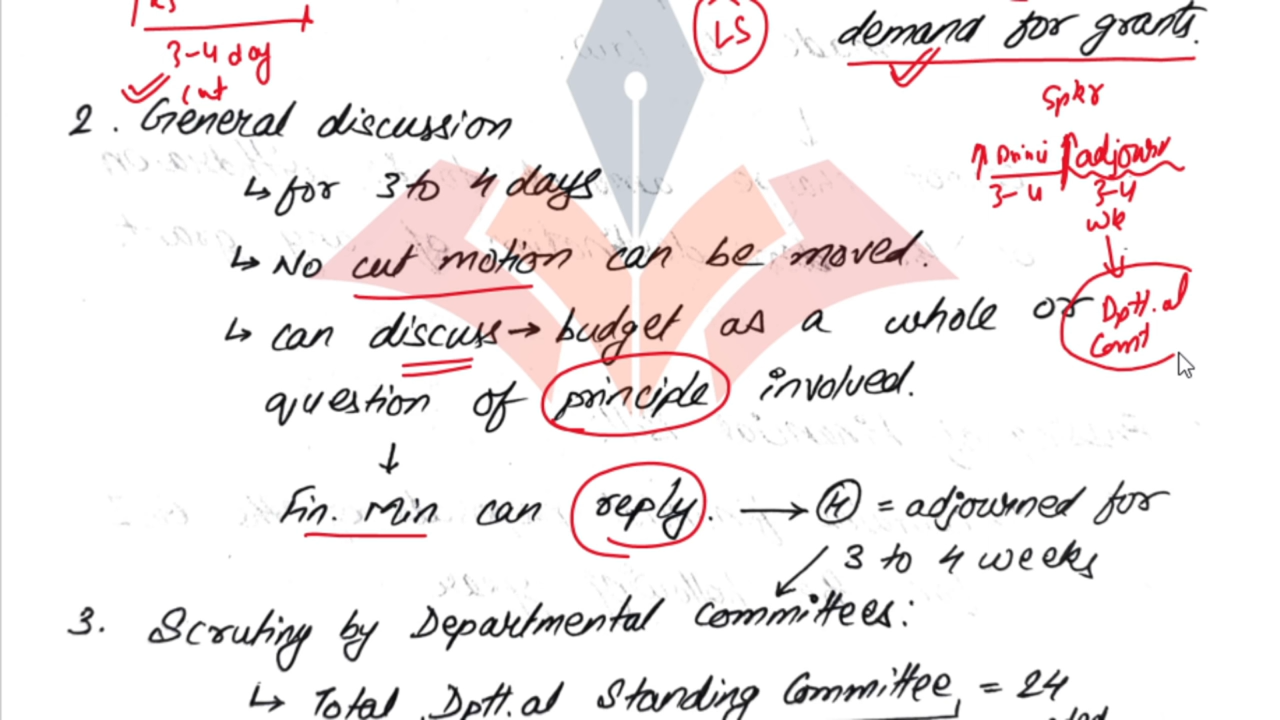 3-4 day
cut
LS
demand for grants.
Spkr
2. General discussion
adjourn
3-4
3-4
wk
↳ for 3 to 4 days
↳ No cut motion can be moved.
↳ can discuss → budget as a whole or
Dptt.al
Comt
question of principle involved.
↓
Fin. Min can reply. → (H) = adjourned for
3 to 4 weeks
3. Scrutiny by Departmental Committees:
↳ Total Dptt.al Standing Committee = 24